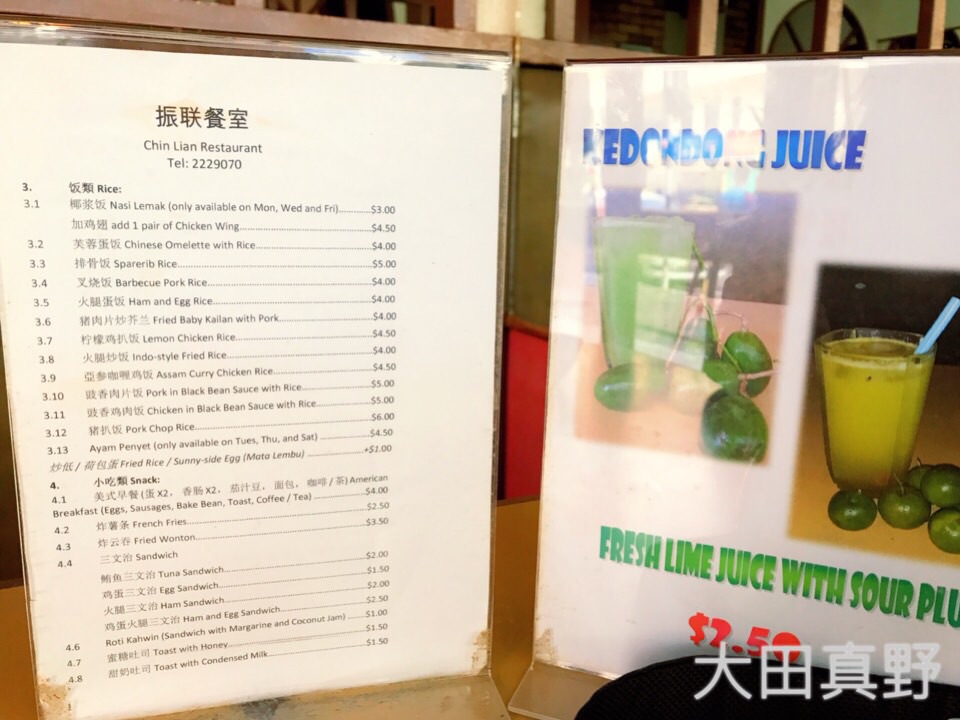 振联餐室
Chin Lian Restaurant
Tel: 2229070
3. 饭類 Rice:
3.1 椰浆饭 Nasi Lemak (only available on Mon, Wed and Fri)..............$3.00
加鸡翅 add 1 pair of Chicken Wing..............$4.50
3.2 芙蓉蛋饭 Chinese Omelette with Rice..............$4.00
3.3 排骨饭 Sparerib Rice..............$5.00
3.4 叉烧饭 Barbecue Pork Rice..............$4.00
3.5 火腿蛋饭 Ham and Egg Rice..............$4.00
3.6 猪肉片炒芥兰 Fried Baby Kailan with Pork..............$4.00
3.7 柠檬鸡扒饭 Lemon Chicken Rice..............$4.50
3.8 火腿炒饭 Indo-style Fried Rice..............$4.00
3.9 亞参咖喱鸡饭 Assam Curry Chicken Rice..............$4.50
3.10 豉香肉片饭 Pork in Black Bean Sauce with Rice..............$5.00
3.11 豉香鸡肉饭 Chicken in Black Bean Sauce with Rice..............$5.00
3.12 猪扒饭 Pork Chop Rice..............$6.00
3.13 Ayam Penyet (only available on Tues, Thu, and Sat) ..............$4.50
炒低 / 荷包蛋 Fried Rice / Sunny-side Egg (Mata Lembu) ..............+$1.00
4. 小吃類 Snack:
4.1 美式早餐 (蛋 X2， 香肠 X2， 茄汁豆， 面包， 咖啡 / 茶) American
Breakfast (Eggs, Sausages, Bake Bean, Toast, Coffee / Tea) ..............$4.00
4.2 炸薯条 French Fries..............$2.50
4.3 炸云吞 Fried Wonton..............$3.50
4.4 三文治 Sandwich
鲔鱼三文治 Tuna Sandwich..............$2.00
鸡蛋三文治 Egg Sandwich..............$1.50
火腿三文治 Ham Sandwich..............$2.00
鸡蛋火腿三文治 Ham and Egg Sandwich..............$2.50
4.6 Roti Kahwin (Sandwich with Margarine and Coconut Jam) ..............$1.00
4.7 蜜糖吐司 Toast with Honey..............$1.50
4.8 甜奶吐司 Toast with Condensed Milk..............$1.50
KEDONDONG JUICE
FRESH LIME JUICE WITH SOUR PLU
$2.50
大田真野